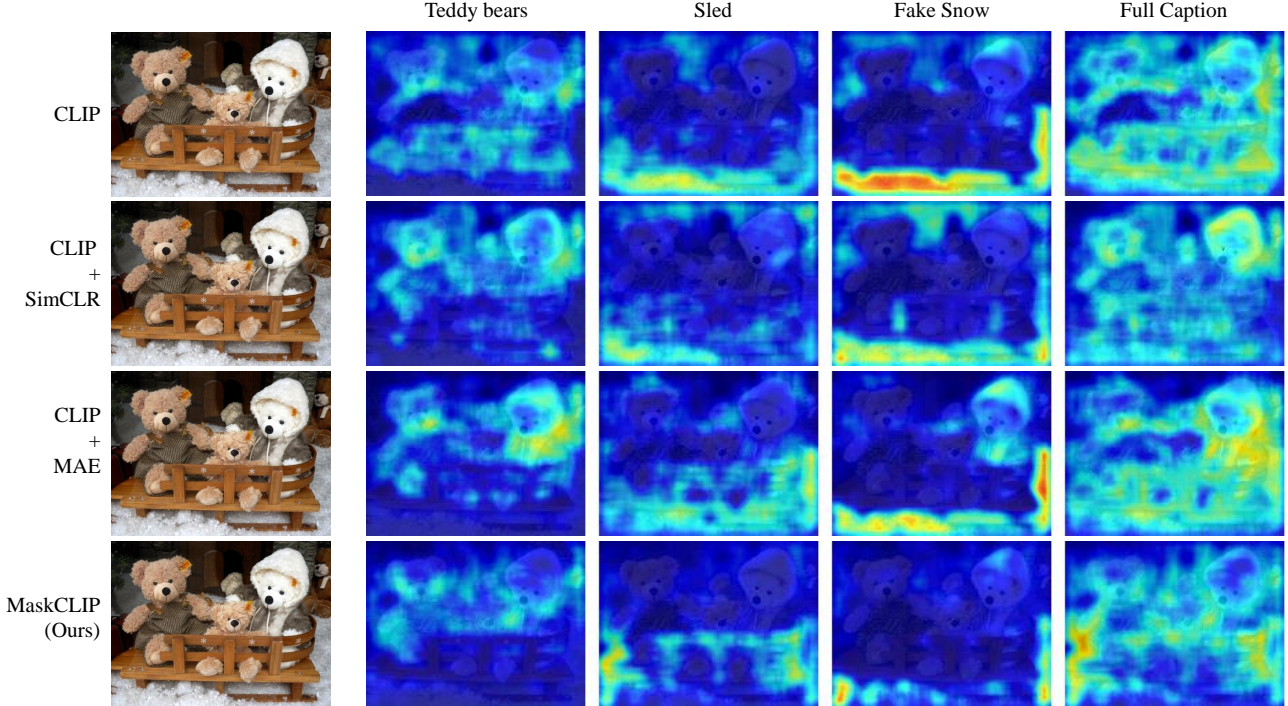 Teddy bears Sled Fake Snow Full Caption
CLIP
CLIP
+
SimCLR
CLIP
+
MAE
MaskCLIP
(Ours)